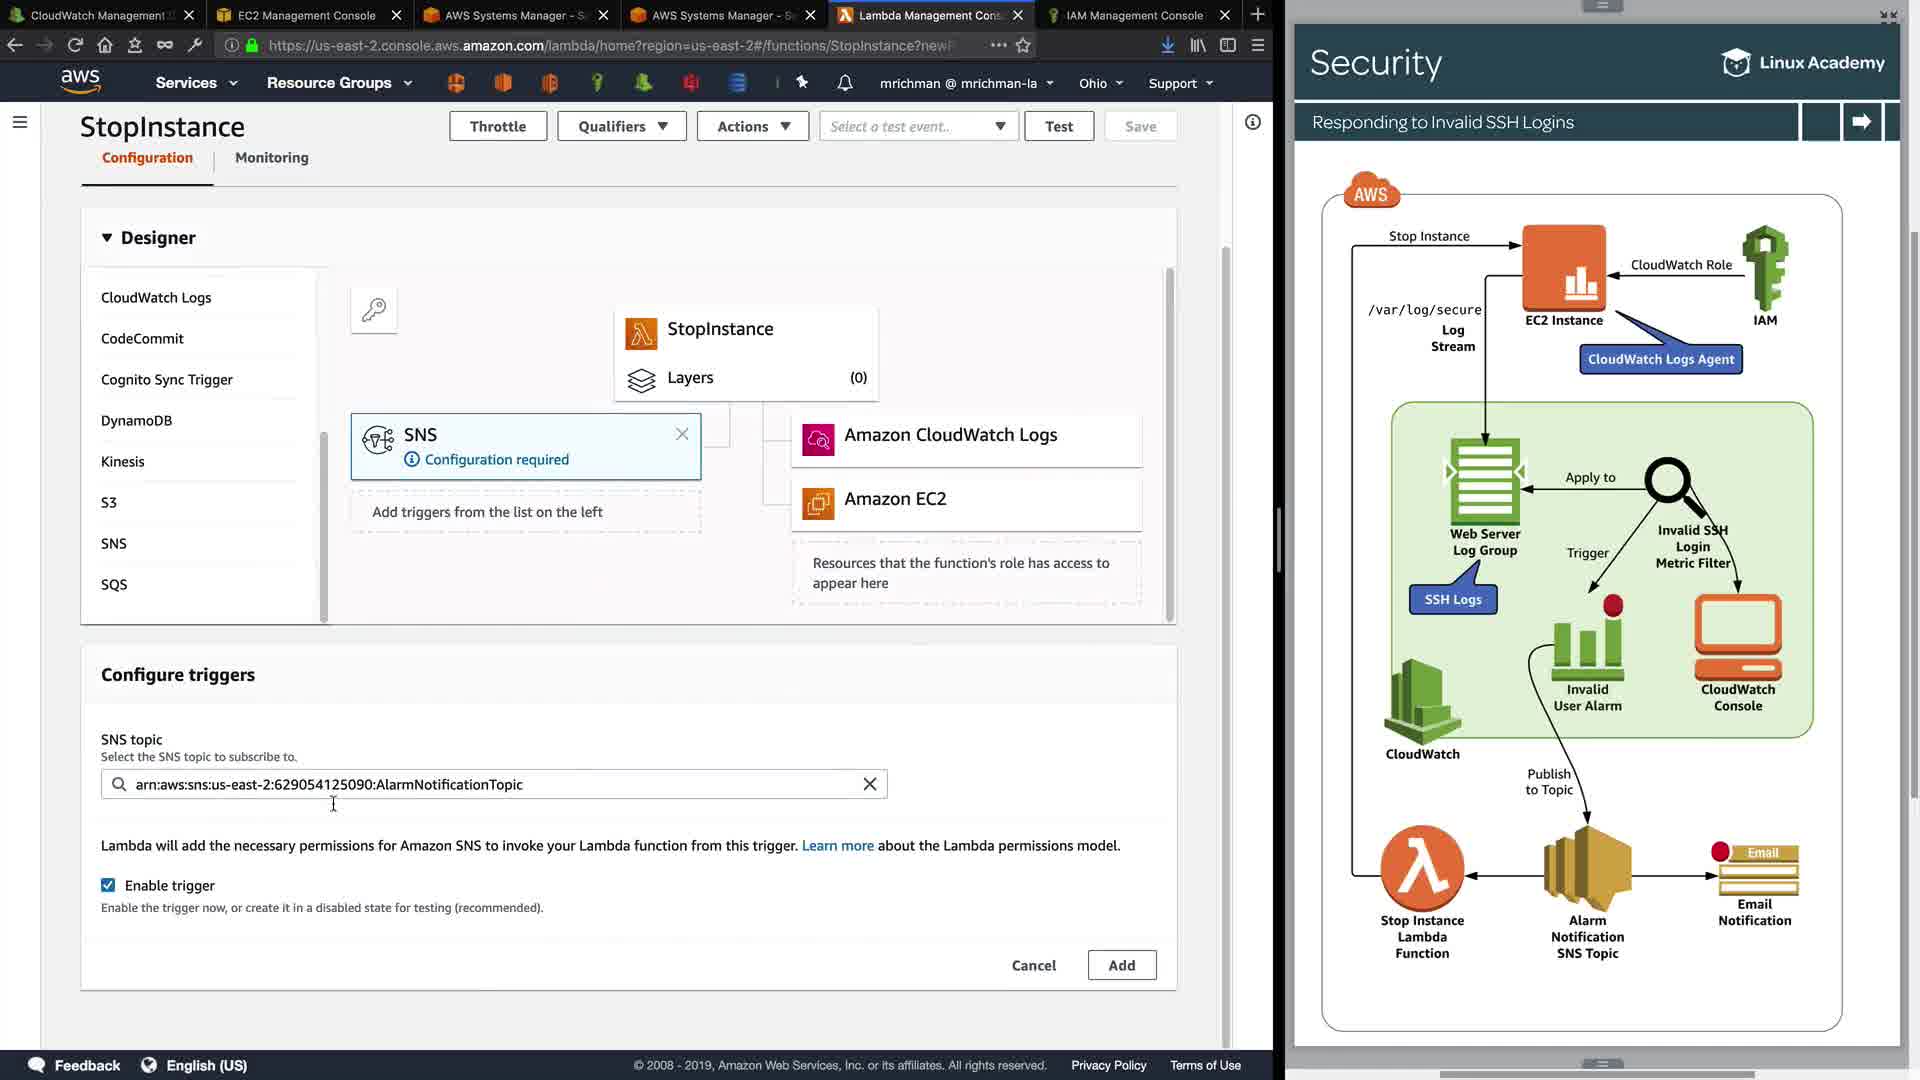 CloudWatch Management
EC2 Management Console
AWS Systems Manager - S
AWS Systems Manager - S
Lambda Management Cons
IAM Management Console
https://us-east-2.console.aws.amazon.com/lambda/home?region=us-east-2#/functions/StopInstance?newF
aws
Services
Resource Groups
mrichman @ mrichman-la
Ohio
Support
StopInstance
Throttle
Qualifiers
Actions
Select a test event..
Test
Save
Configuration
Monitoring
Designer
CloudWatch Logs
CodeCommit
Cognito Sync Trigger
DynamoDB
Kinesis
S3
SNS
SQS
StopInstance
Layers
(0)
SNS
Configuration required
Add triggers from the list on the left
Amazon CloudWatch Logs
Amazon EC2
Resources that the function's role has access to
appear here
Configure triggers
SNS topic
Select the SNS topic to subscribe to.
arn:aws:sns:us-east-2:629054125090:AlarmNotificationTopic
Lambda will add the necessary permissions for Amazon SNS to invoke your Lambda function from this trigger. Learn more about the Lambda permissions model.
Enable trigger
Enable the trigger now, or create it in a disabled state for testing (recommended).
Cancel
Add
Feedback
English (US)
© 2008 - 2019, Amazon Web Services, Inc. or its affiliates. All rights reserved.
Privacy Policy
Terms of Use
Security
Linux Academy
Responding to Invalid SSH Logins
AWS
Stop Instance
CloudWatch Role
/var/log/secure
Log
Stream
EC2 Instance
IAM
CloudWatch Logs Agent
Apply to
Web Server
Log Group
Invalid SSH
Login
Metric Filter
Trigger
SSH Logs
Invalid
User Alarm
CloudWatch
Console
CloudWatch
Publish
to Topic
Email
Stop Instance
Lambda
Function
Alarm
Notification
SNS Topic
Email
Notification